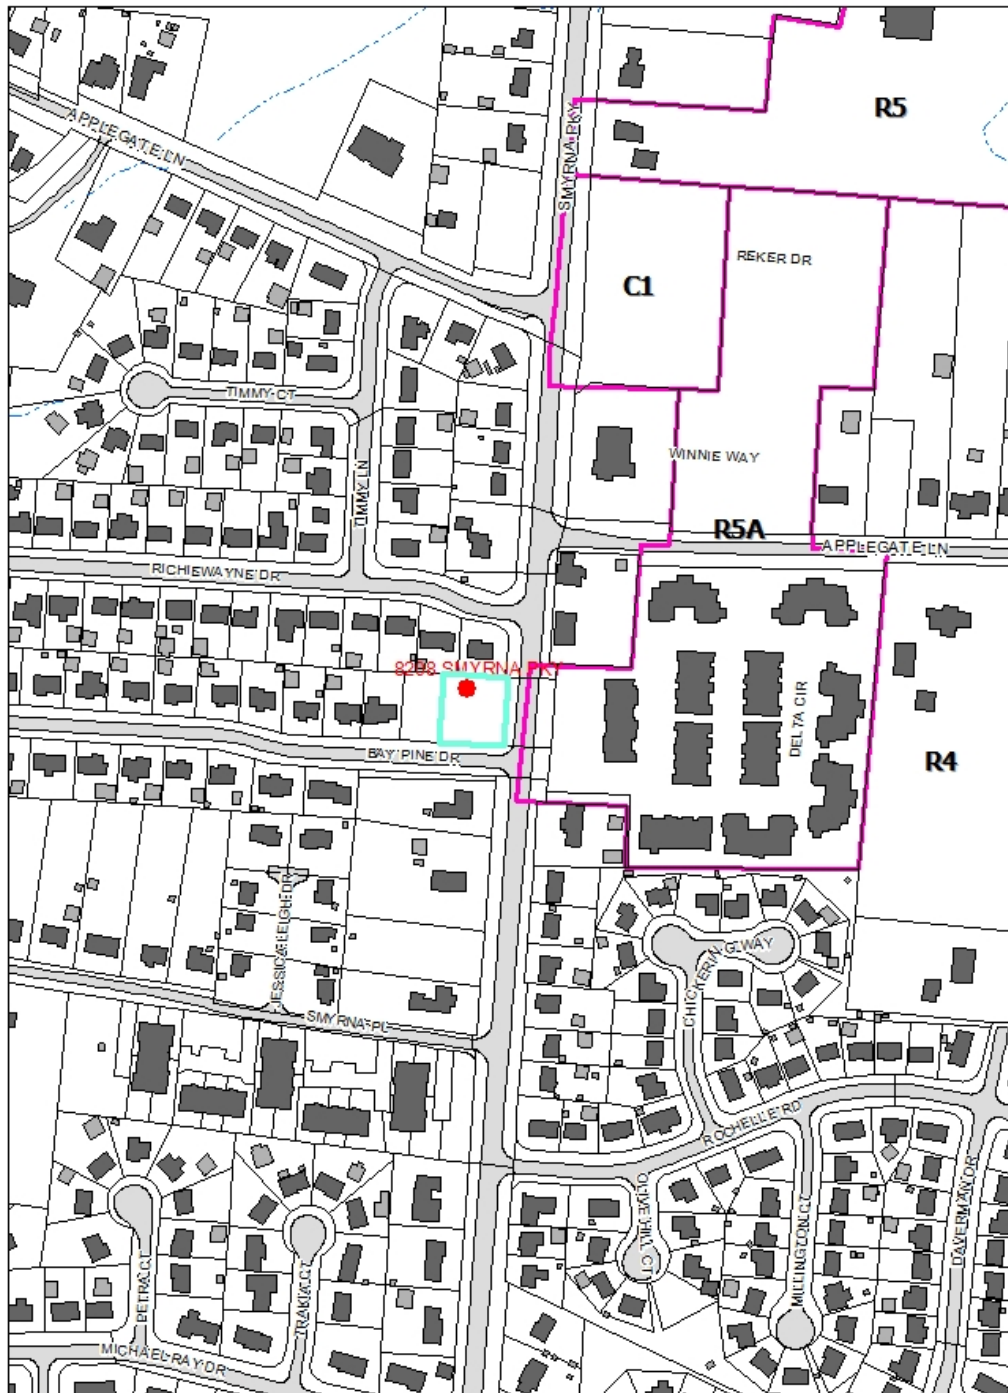 R5
APPLEGATE LN
SMYRNA PKY
REKER DR
C1
TIMMY CT
WINNIE WAY
TIMMY LN
R5A
APPLEGATE LN
RICHIEWAYNE DR
8208 SMYRNA PKY
DELTA CIR
BAY PINE DR
R4
JESSICA LEIGH DR
CHICKERING WAY
SMYRNA PL
ROCHELLE RD
OLIVE HILL CT
MILLINGTON CT
DAVERMAN DR
PETRA CT
TRAKIA CT
MICHAEL RAY DR